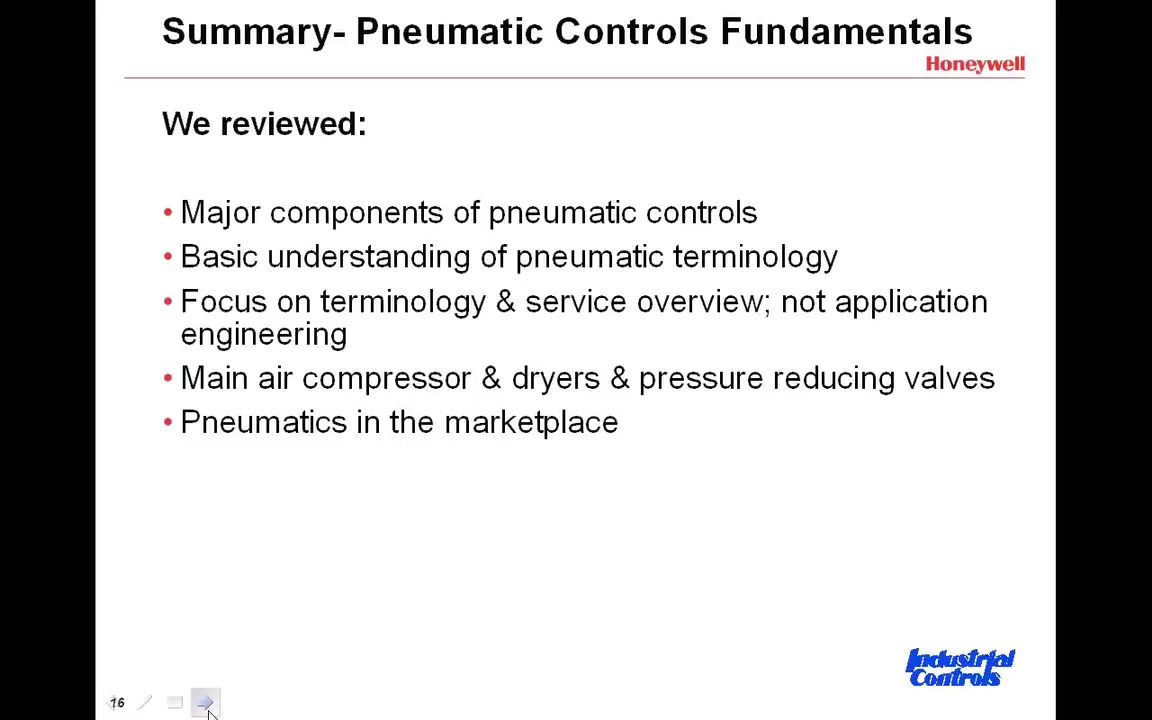 Summary- Pneumatic Controls Fundamentals
Honeywell
We reviewed:
• Major components of pneumatic controls
• Basic understanding of pneumatic terminology
• Focus on terminology & service overview; not application
engineering
• Main air compressor & dryers & pressure reducing valves
• Pneumatics in the marketplace
Industrial
Controls
16